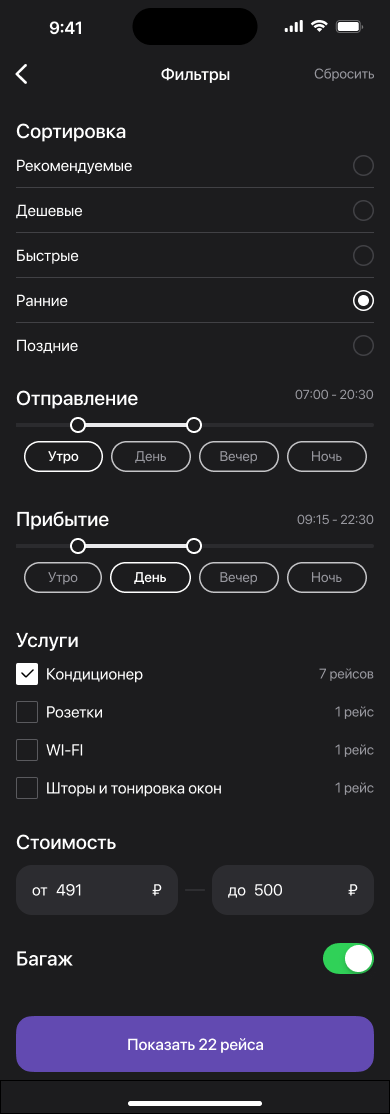 9:41
Фильтры Сбросить
Сортировка
Рекомендуемые
Дешевые
Быстрые
Ранние
Поздние
Отправление 07:00 - 20:30
Утро День Вечер Ночь
Прибытие 09:15 - 22:30
Утро День Вечер Ночь
Услуги
Кондиционер 7 рейсов
Розетки 1 рейс
WI-FI 1 рейс
Шторы и тонировка окон 1 рейс
Стоимость
от 491 ₽ до 500 ₽
Багаж
Показать 22 рейса